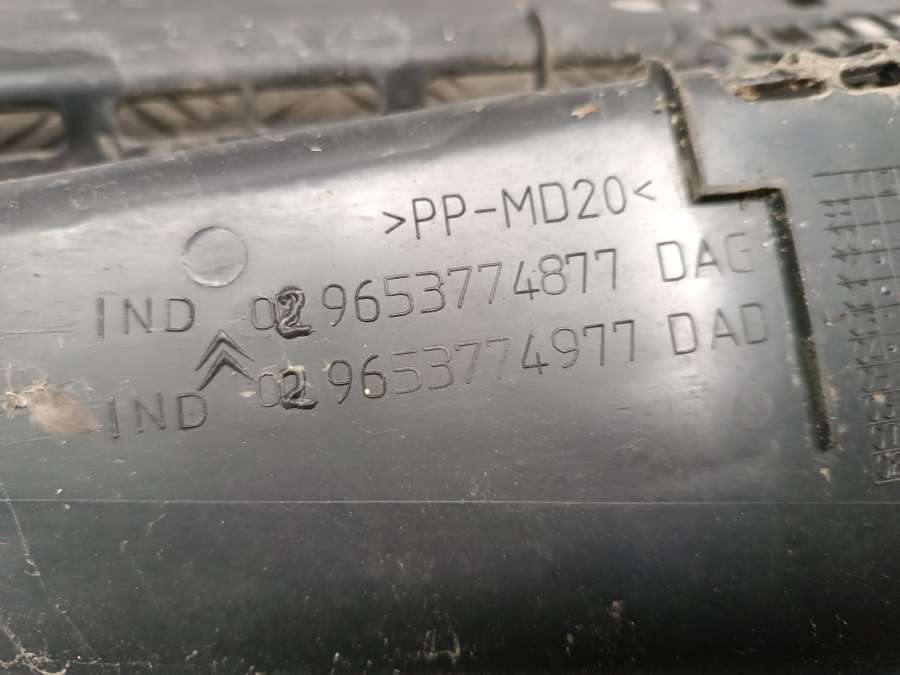 >PP-MD20<
IND 02 9653774877 DAG
IND 02 9653774977 DAD